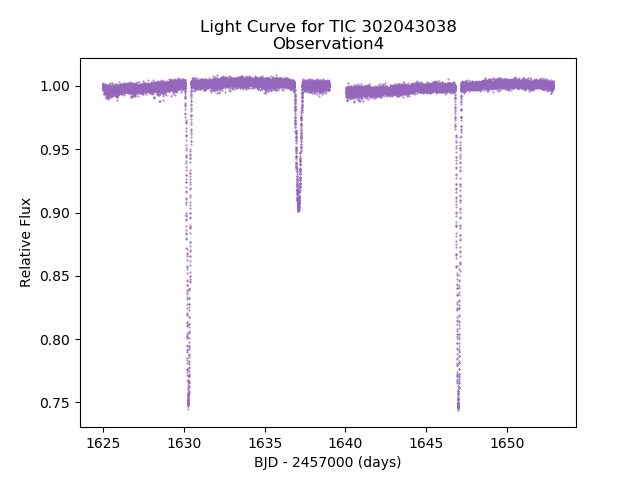 Light Curve for TIC 302043038
Observation4
1.00
0.95
0.90
0.85
0.80
0.75
Relative Flux
1625 1630 1635 1640 1645 1650
BJD - 2457000 (days)